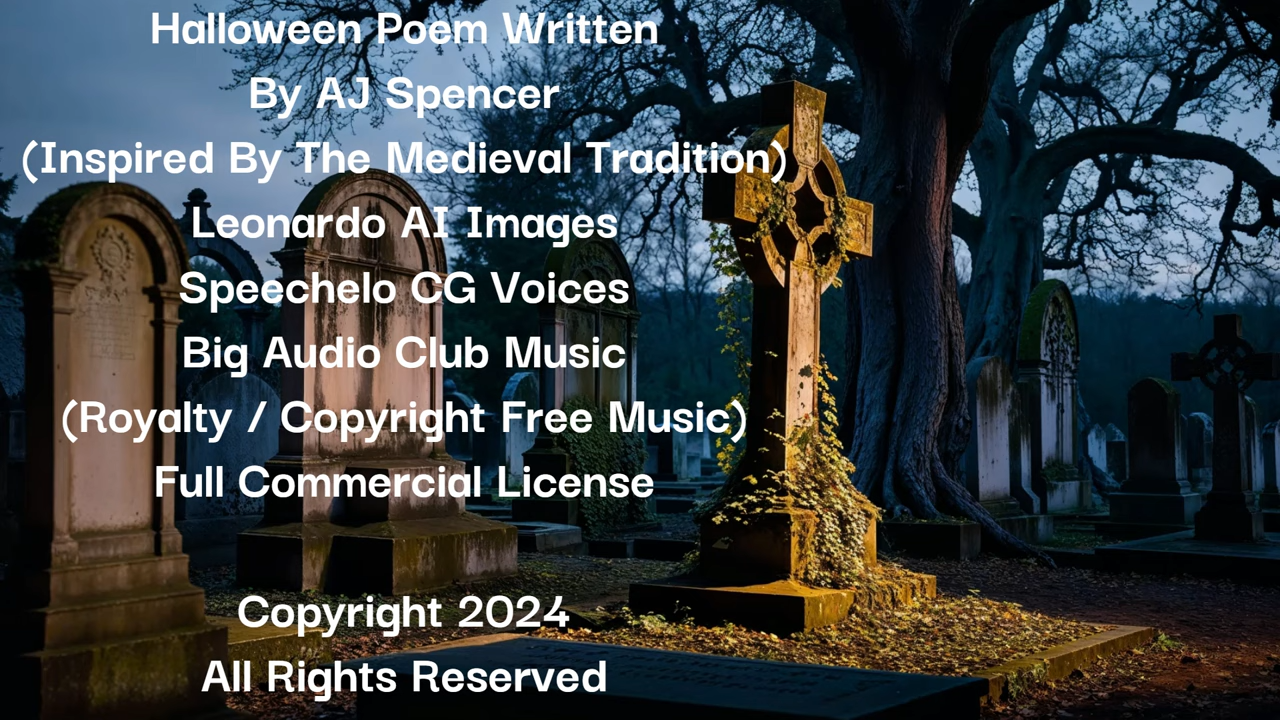 Halloween Poem Written
By AJ Spencer
(Inspired By The Medieval Tradition)
Leonardo AI Images
Speechelo CG Voices
Big Audio Club Music
(Royalty / Copyright Free Music)
Full Commercial License
Copyright 2024
All Rights Reserved